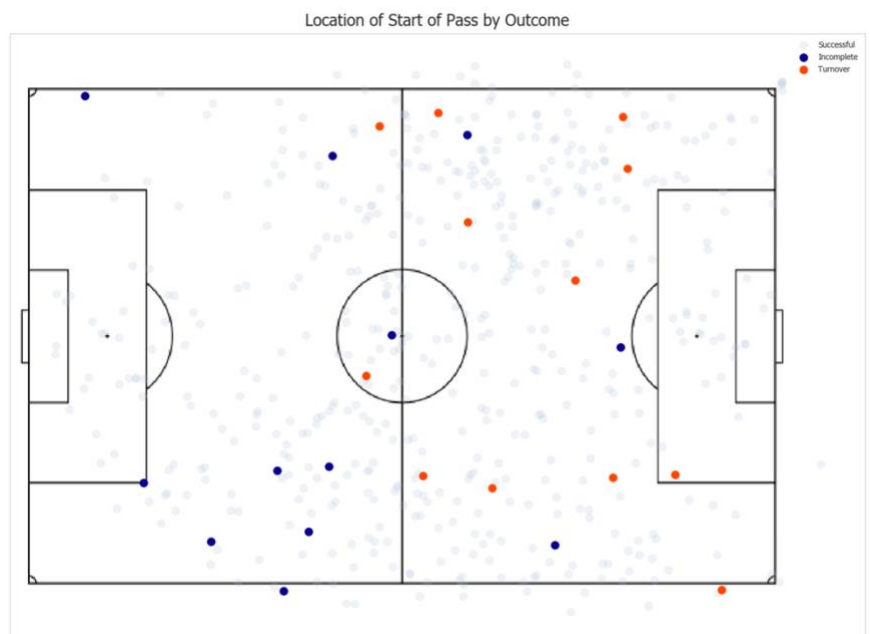 Location of Start of Pass by Outcome
Successful
Incomplete
Turnover